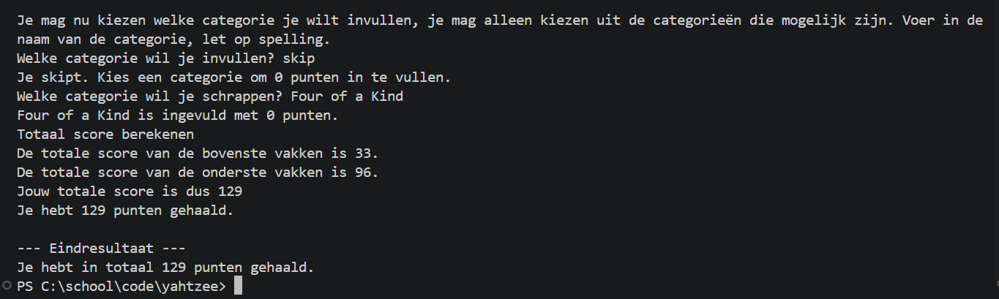 Je mag nu kiezen welke categorie je wilt invullen, je mag alleen kiezen uit de categorieën die mogelijk zijn. Voer in de
naam van de categorie, let op spelling.
Welke categorie wil je invullen? skip
Je skipt. Kies een categorie om 0 punten in te vullen.
Welke categorie wil je schrappen? Four of a Kind
Four of a Kind is ingevuld met 0 punten.
Totaal score berekenen
De totale score van de bovenste vakken is 33.
De totale score van de onderste vakken is 96.
Jouw totale score is dus 129
Je hebt 129 punten gehaald.

--- Eindresultaat ---
Je hebt in totaal 129 punten gehaald.
PS C:\school\code\yahtzee>